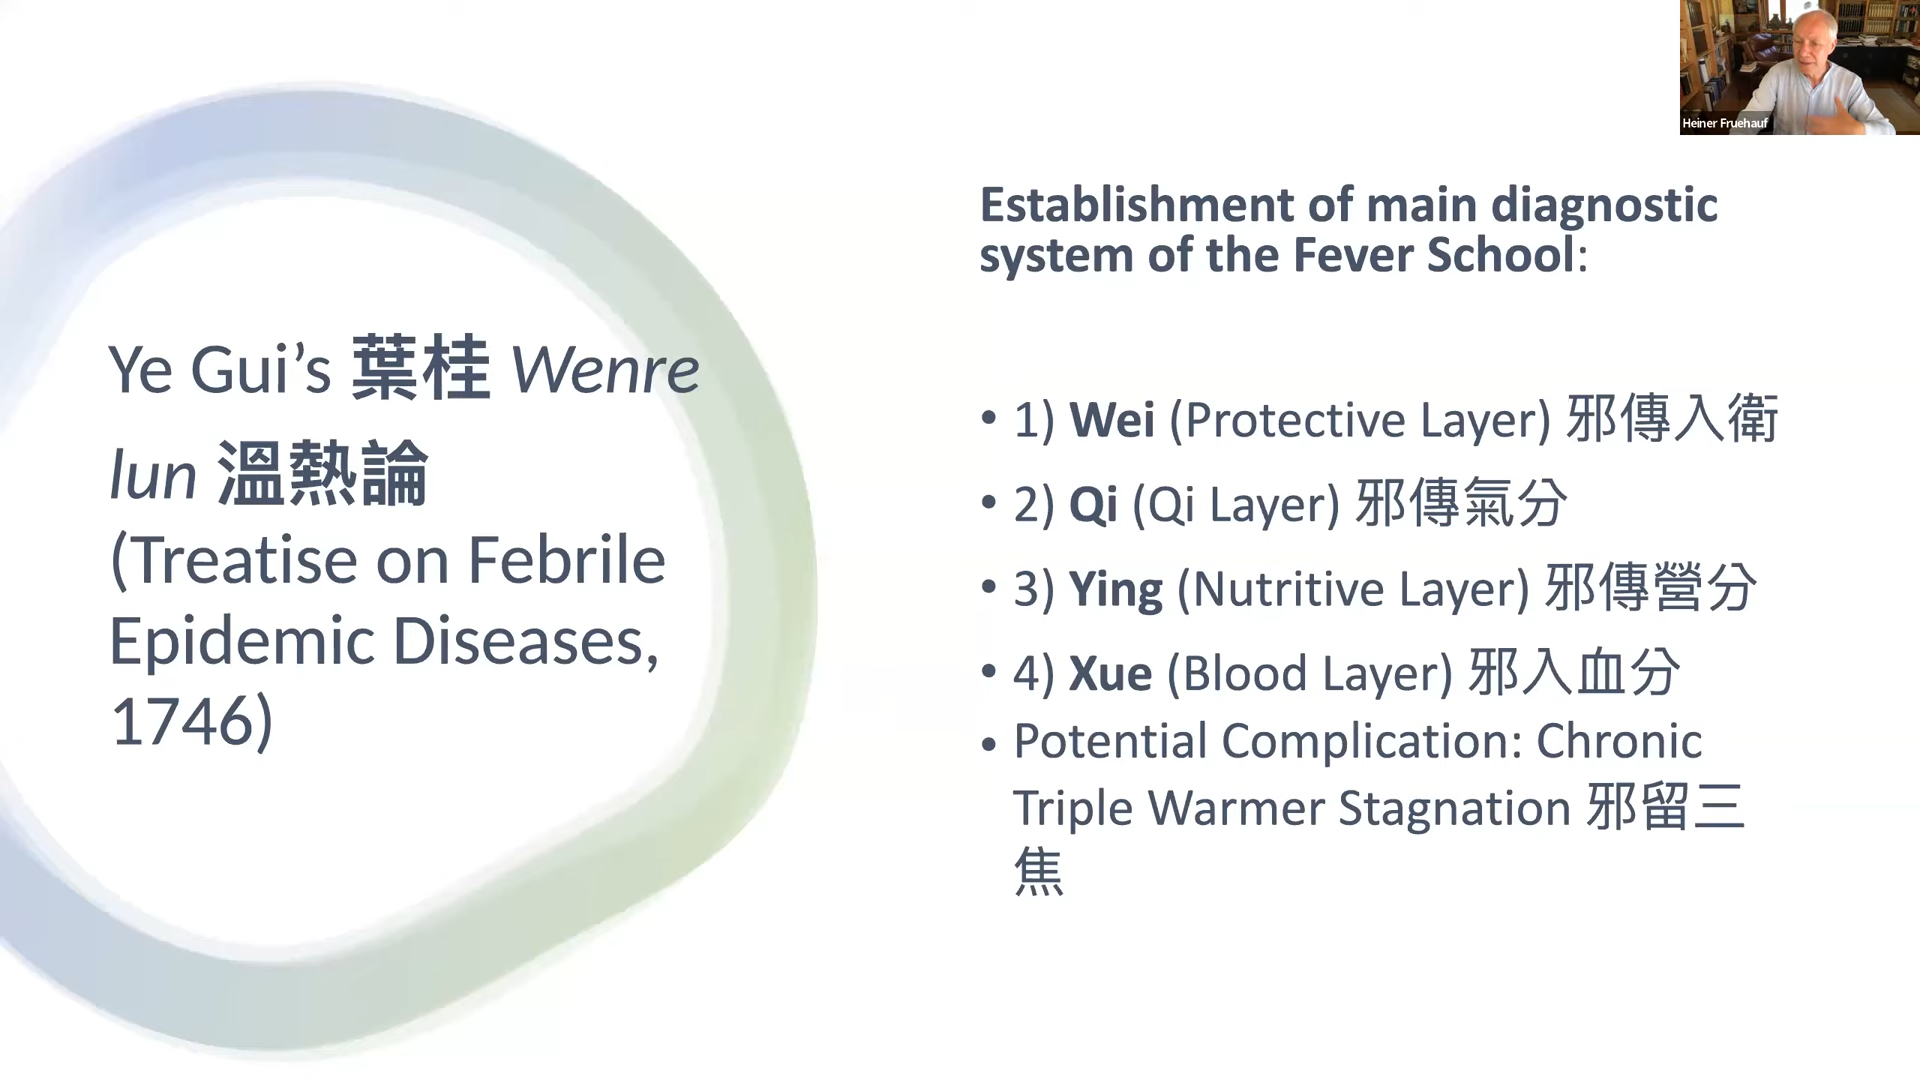 Heiner Fruehauf
Ye Gui’s 葉桂 Wenre
lun 溫熱論
(Treatise on Febrile
Epidemic Diseases,
1746)
Establishment of main diagnostic
system of the Fever School:
• 1) Wei (Protective Layer) 邪傳入衛
• 2) Qi (Qi Layer) 邪傳氣分
• 3) Ying (Nutritive Layer) 邪傳營分
• 4) Xue (Blood Layer) 邪入血分
• Potential Complication: Chronic
Triple Warmer Stagnation 邪留三
焦